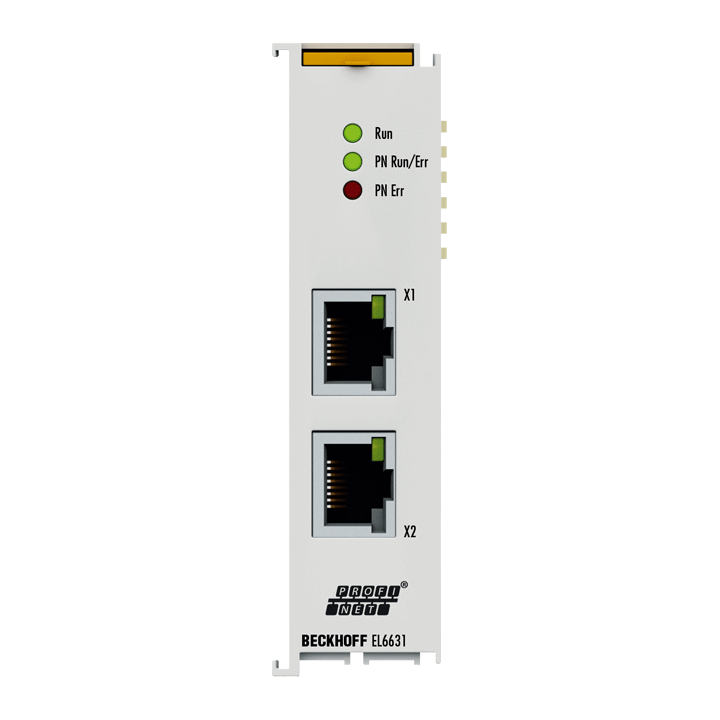 Run
PN Run/Err
PN Err
X1
X2
PROFI®
NET
BECKHOFF EL6631